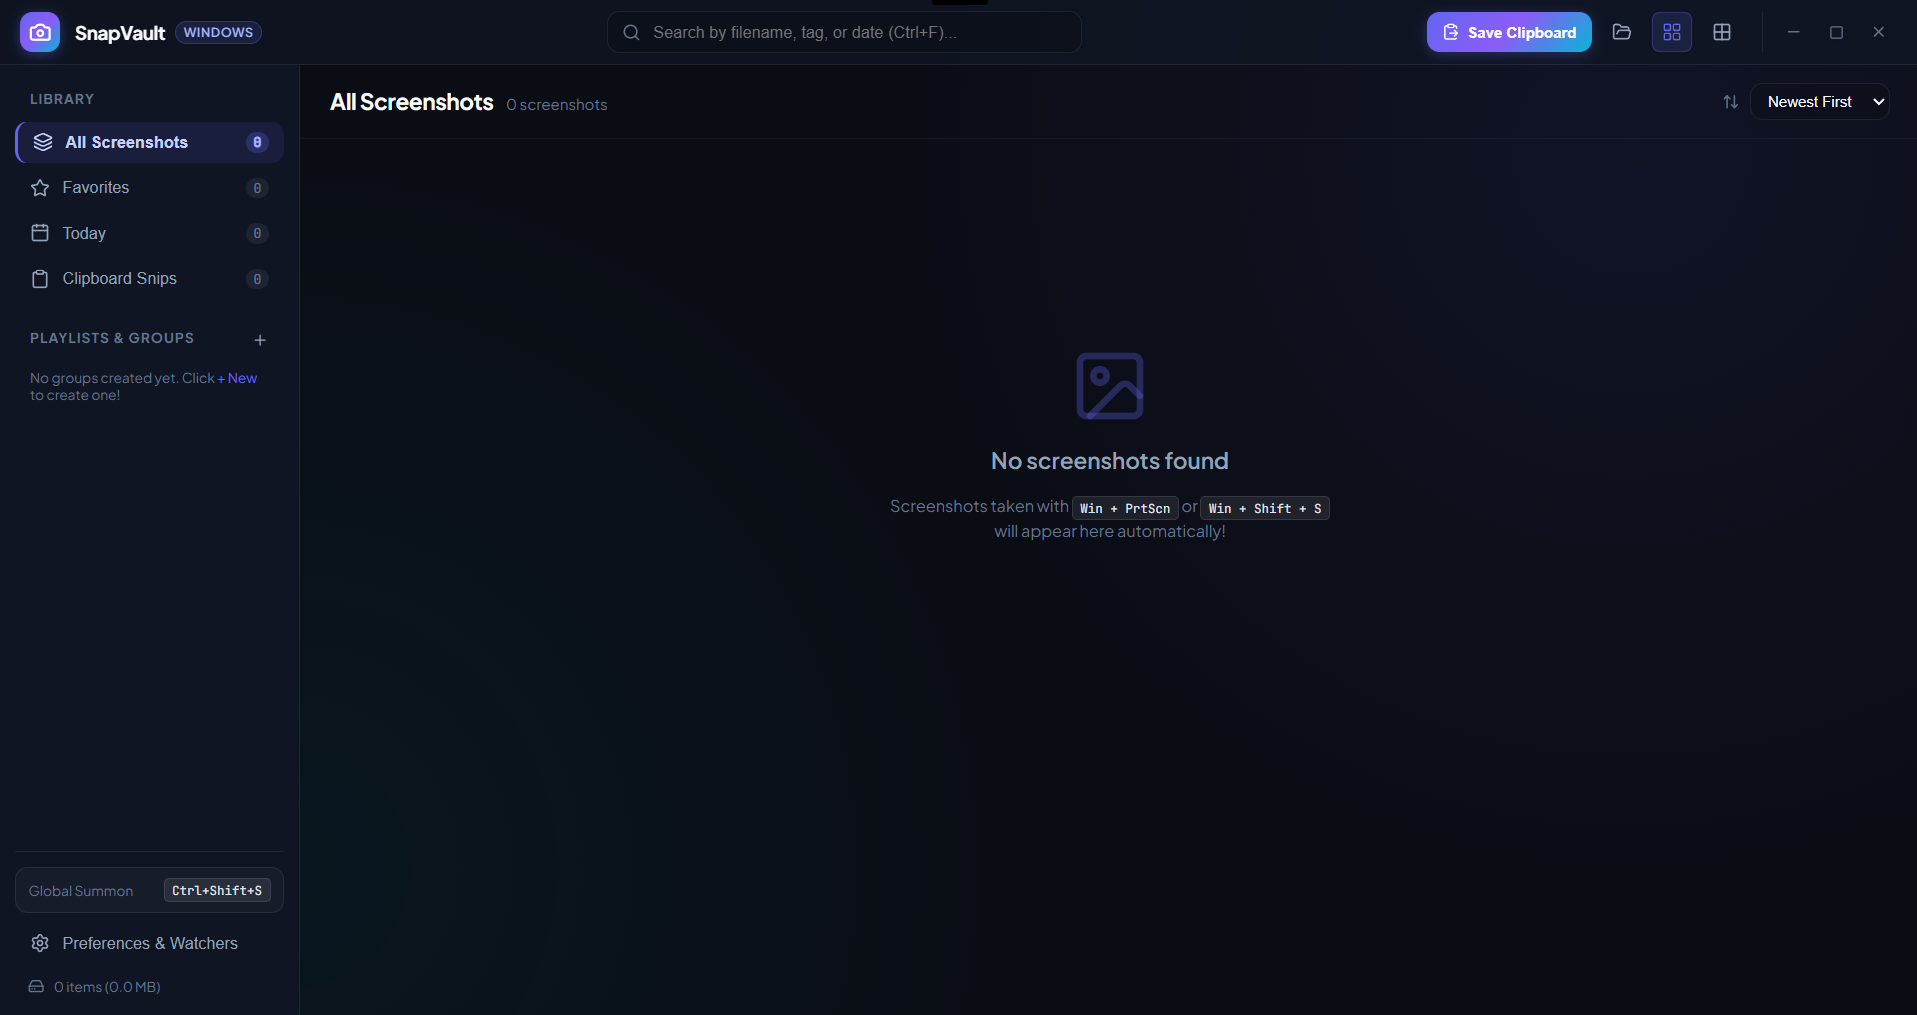 SnapVault WINDOWS
Search by filename, tag, or date (Ctrl+F)...
Save Clipboard
LIBRARY
All Screenshots 0
Favorites 0
Today 0
Clipboard Snips 0
PLAYLISTS & GROUPS +
No groups created yet. Click + New
to create one!
Global Summon Ctrl+Shift+S
Preferences & Watchers
0 items (0.0 MB)
All Screenshots 0 screenshots
Newest First
No screenshots found
Screenshots taken with Win + PrtScn or Win + Shift + S
will appear here automatically!